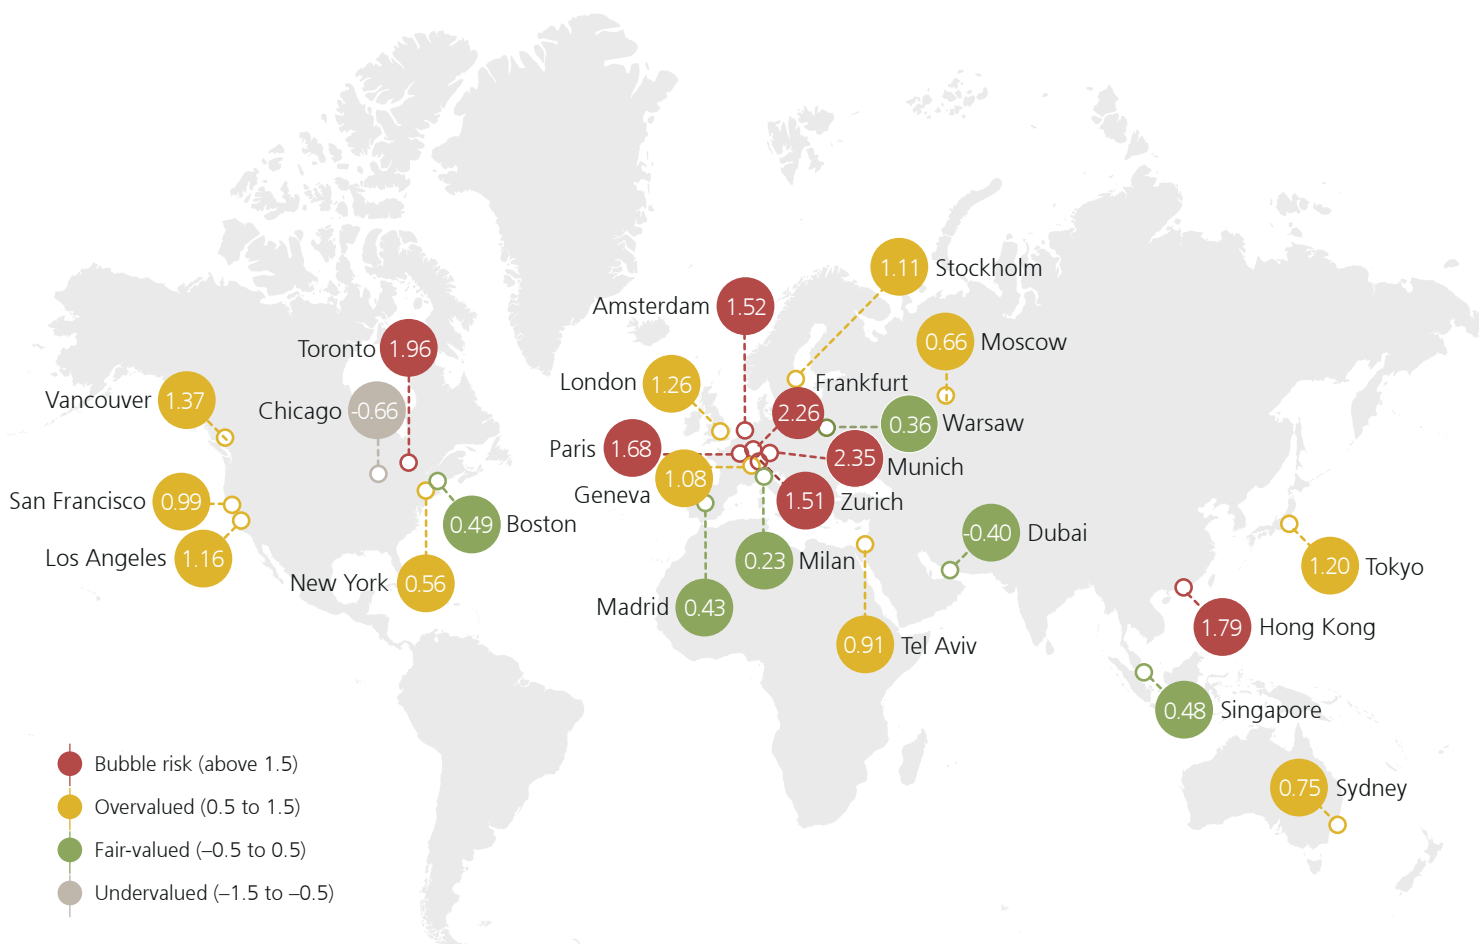 1.11 Stockholm
Amsterdam 1.52
0.66 Moscow
Toronto 1.96
London 1.26
Frankfurt
2.26
Vancouver 1.37
Chicago -0.66
0.36 Warsaw
Paris 1.68
2.35 Munich
1.08
Geneva
San Francisco 0.99
1.51 Zurich
0.49 Boston
-0.40 Dubai
Los Angeles 1.16
0.23 Milan
1.20 Tokyo
New York 0.56
Madrid 0.43
1.79 Hong Kong
0.91 Tel Aviv
0.48 Singapore
0.75 Sydney
Bubble risk (above 1.5)
Overvalued (0.5 to 1.5)
Fair-valued (–0.5 to 0.5)
Undervalued (–1.5 to –0.5)